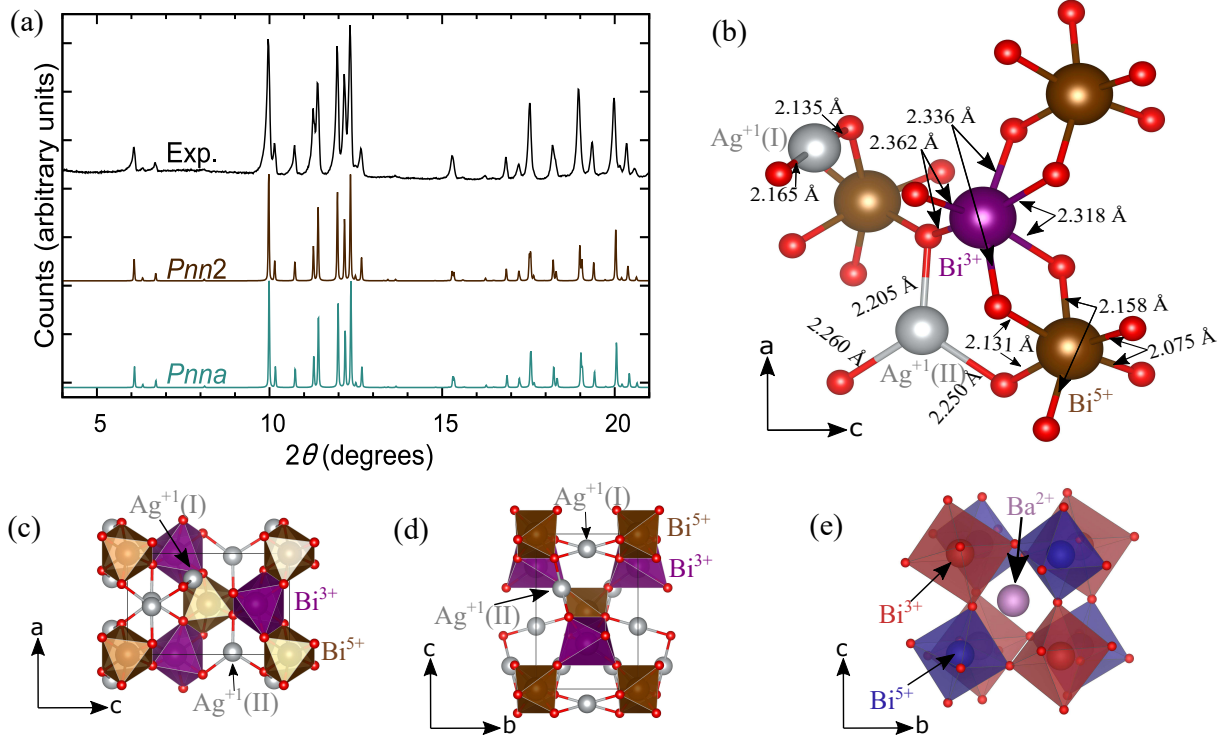 (a)
Counts (arbitrary units)
Exp.
Pnn2
Pnna
5
10
15
20
2θ (degrees)
(b)
Ag⁺¹(I)
2.135 Å
2.165 Å
2.362 Å
2.336 Å
2.318 Å
Bi³⁺
2.205 Å
2.260 Å
Ag⁺¹(II)
2.250 Å
2.131 Å
2.158 Å
2.075 Å
Bi⁵⁺
a
c
(c)
Ag⁺¹(I)
Bi³⁺
Bi⁵⁺
Ag⁺¹(II)
a
c
(d)
Ag⁺¹(I)
Bi⁵⁺
Bi³⁺
Ag⁺¹(II)
c
b
(e)
Ba²⁺
Bi³⁺
Bi⁵⁺
c
b